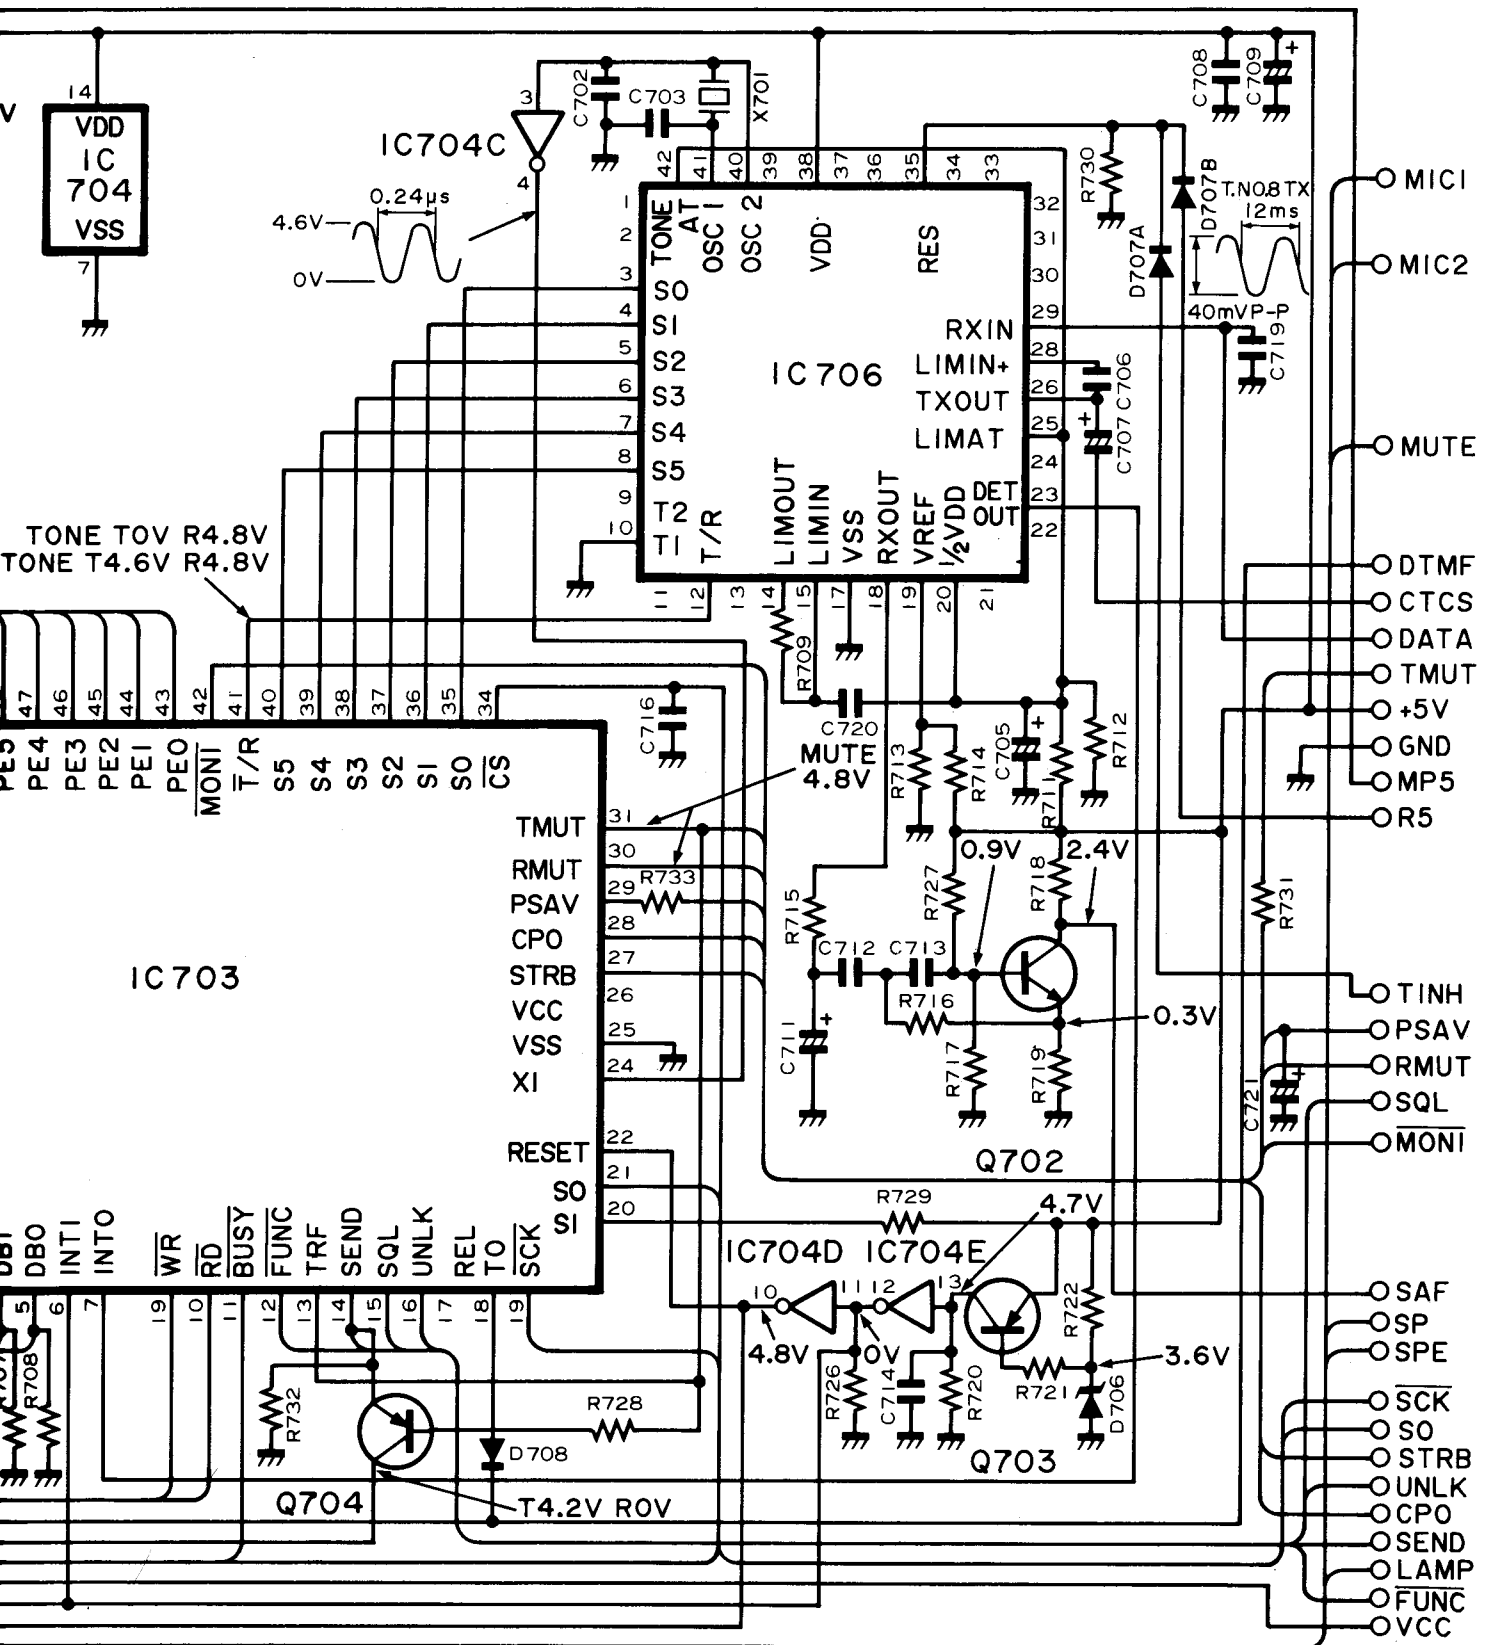 14
V
VDD
IC
704
VSS
7
3
IC704C
4
0.24µs
4.6V
0V
C702
C703
X701
C708
C709
+
42
41
40
39
38
37
36
35
34
33
R730
D707B
D707A
T.NO.8 TX
12ms
40mVP-P
C719
1
2
3
4
5
6
7
8
9
10
TONE
AT
OSC 1
OSC 2
VDD
RES
S0
S1
S2
S3
S4
S5
T2
T1
T/R
IC706
RXIN
LIMIN+
TXOUT
LIMAT
DET
OUT
LIMOUT
LIMIN
VSS
RXOUT
VREF
1/2VDD
32
31
30
29
28
26
25
24
23
22
C706
C707
+
11
12
13
14
15
17
18
19
20
21
TONE T0V R4.8V
TONE T4.6V R4.8V
R709
C720
C705
+
R711
R712
R713
R714
C716
MUTE
4.8V
47
46
45
44
43
42
41
40
39
38
37
36
35
34
PE5
PE4
PE3
PE2
PE1
PE0
MONI
T/R
S5
S4
S3
S2
S1
S0
CS
IC703
TMUT
RMUT
PSAV
CPO
STRB
VCC
VSS
XI
RESET
SO
SI
31
30
29
28
27
26
25
24
22
21
20
R733
R715
C712
C713
R716
C711
+
R727
0.9V
2.4V
R718
0.3V
R717
R719
Q702
R731
C721
+
R729
4.7V
IC704D
IC704E
10
11
12
13
4.8V
0V
R726
C714
R720
R721
R722
3.6V
D706
Q703
DB1
DB0
INT1
INT0
WR
RD
BUSY
FUNC
TRF
SEND
SQL
UNLK
REL
TO
SCK
5
6
7
19
10
11
12
13
14
15
16
17
18
19
R708
R732
R728
D708
Q704
T4.2V R0V
MIC1
MIC2
MUTE
DTMF
CTCS
DATA
TMUT
+5V
GND
MP5
R5
TINH
PSAV
RMUT
SQL
MONI
SAF
SP
SPE
SCK
SO
STRB
UNLK
CPO
SEND
LAMP
FUNC
VCC